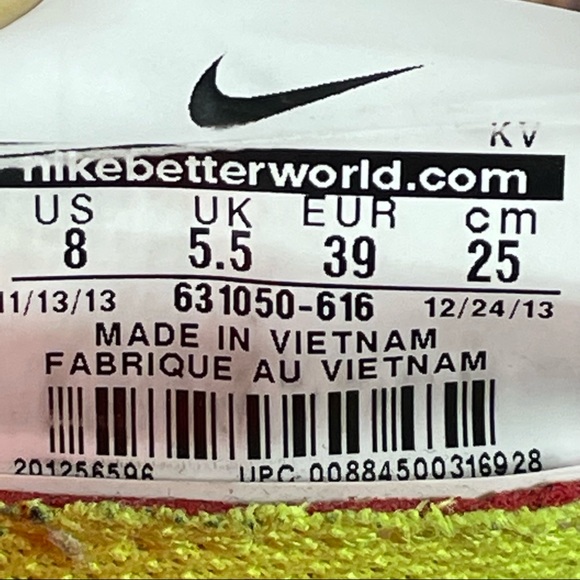 KV
nikebetterworld.com
US UK EUR cm
8 5.5 39 25
11/13/13 631050-616 12/24/13
MADE IN VIETNAM
FABRIQUE AU VIETNAM
201256596 UPC 00884500316928